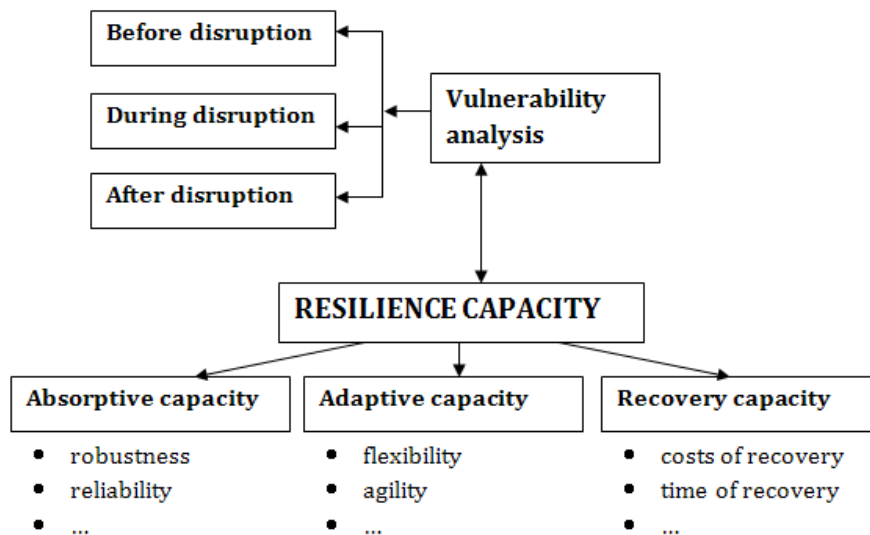 Before disruption
During disruption
After disruption
Vulnerability
analysis
RESILIENCE CAPACITY
Absorptive capacity
• robustness
• reliability
• ...
Adaptive capacity
• flexibility
• agility
• ...
Recovery capacity
• costs of recovery
• time of recovery
• ...